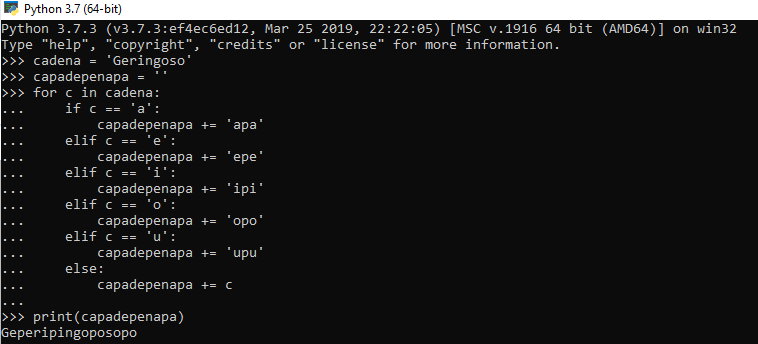 Python 3.7 (64-bit)
Python 3.7.3 (v3.7.3:ef4ec6ed12, Mar 25 2019, 22:22:05) [MSC v.1916 64 bit (AMD64)] on win32
Type "help", "copyright", "credits" or "license" for more information.
>>> cadena = 'Geringoso'
>>> capadepenapa = ''
>>> for c in cadena:
...     if c == 'a':
...         capadepenapa += 'apa'
...     elif c == 'e':
...         capadepenapa += 'epe'
...     elif c == 'i':
...         capadepenapa += 'ipi'
...     elif c == 'o':
...         capadepenapa += 'opo'
...     elif c == 'u':
...         capadepenapa += 'upu'
...     else:
...         capadepenapa += c
...
>>> print(capadepenapa)
Geperipingoposopo